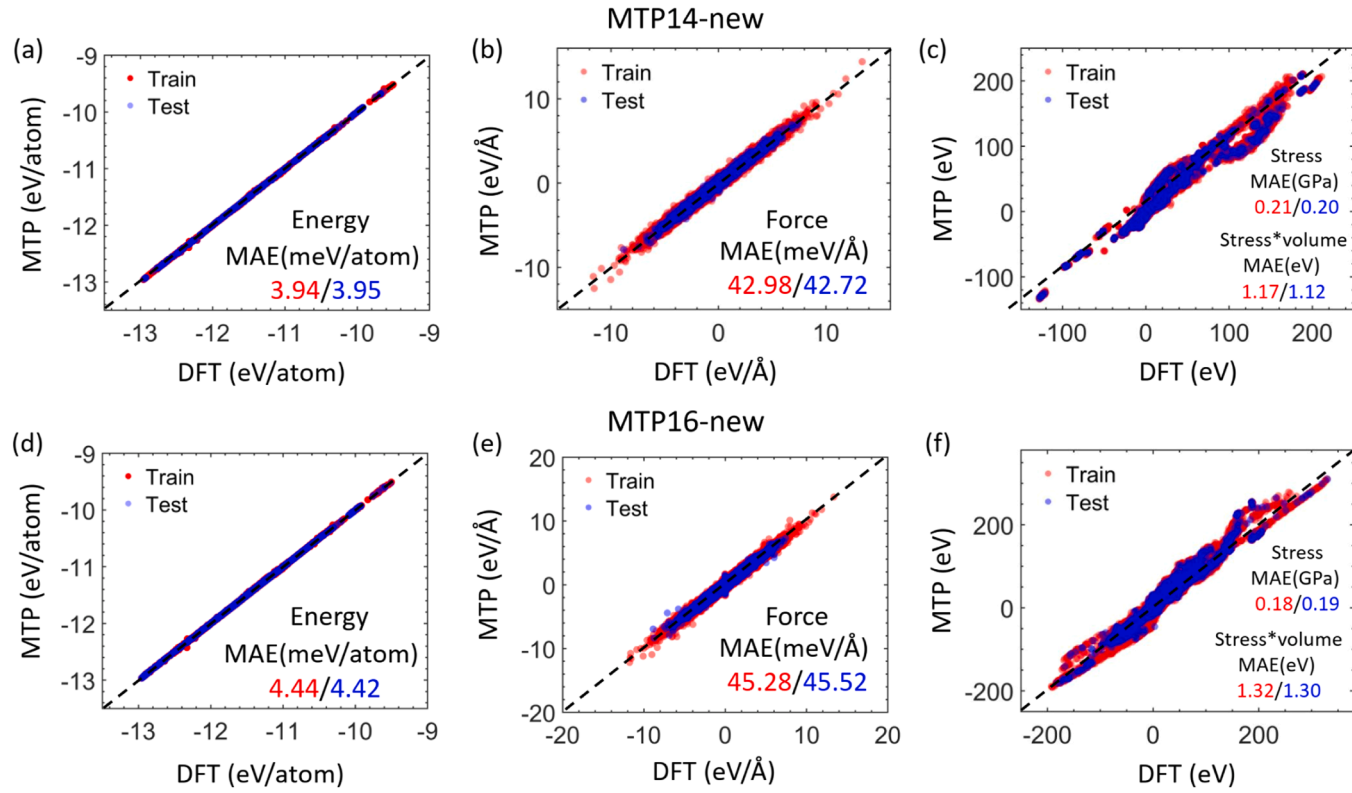 MTP14-new
(a)
-9
-10
-11
-12
-13
MTP (eV/atom)
Train
Test
Energy
MAE(meV/atom)
3.94/3.95
-13 -12 -11 -10 -9
DFT (eV/atom)
(b)
10
0
-10
MTP (eV/Å)
Train
Test
Force
MAE(meV/Å)
42.98/42.72
-10 0 10
DFT (eV/Å)
(c)
200
100
0
-100
MTP (eV)
Train
Test
Stress
MAE(GPa)
0.21/0.20
Stress*volume
MAE(eV)
1.17/1.12
-100 0 100 200
DFT (eV)
MTP16-new
(d)
-9
-10
-11
-12
-13
MTP (eV/atom)
Train
Test
Energy
MAE(meV/atom)
4.44/4.42
-13 -12 -11 -10 -9
DFT (eV/atom)
(e)
20
10
0
-10
-20
MTP (eV/Å)
Train
Test
Force
MAE(meV/Å)
45.28/45.52
-20 -10 0 10 20
DFT (eV/Å)
(f)
200
0
-200
MTP (eV)
Train
Test
Stress
MAE(GPa)
0.18/0.19
Stress*volume
MAE(eV)
1.32/1.30
-200 0 200
DFT (eV)